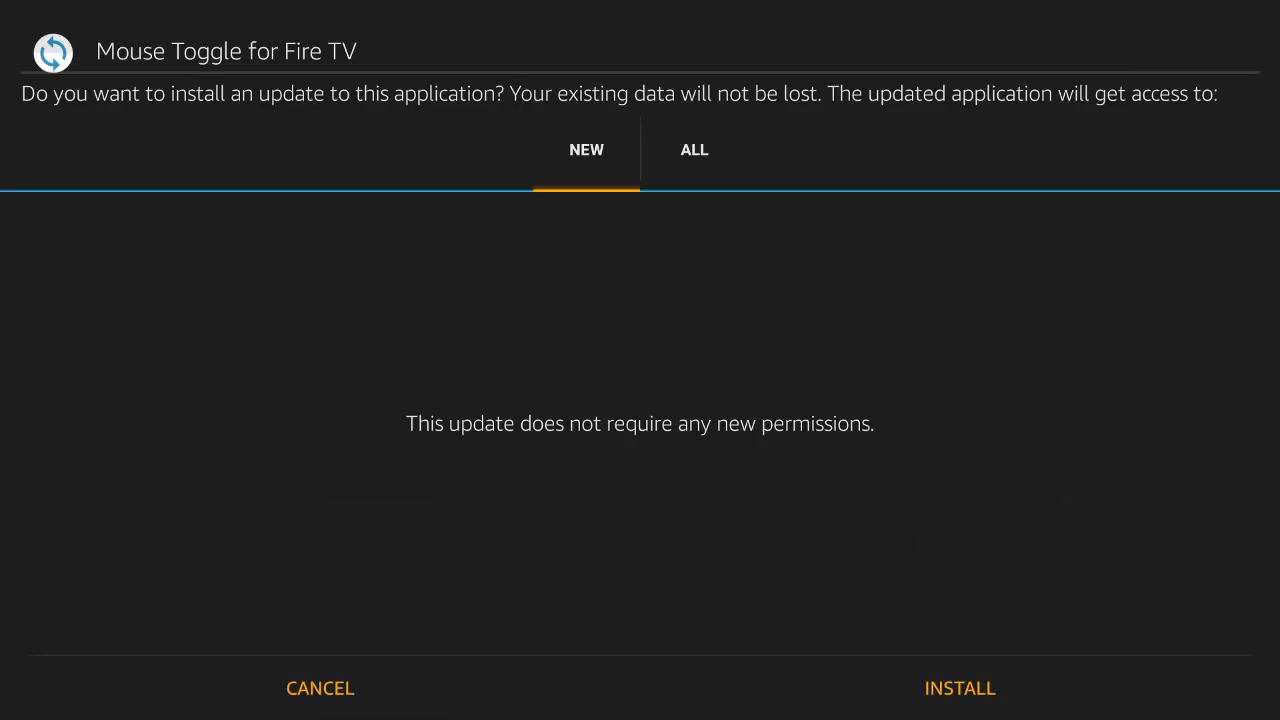 Mouse Toggle for Fire TV
Do you want to install an update to this application? Your existing data will not be lost. The updated application will get access to:
NEW
ALL
This update does not require any new permissions.
CANCEL
INSTALL